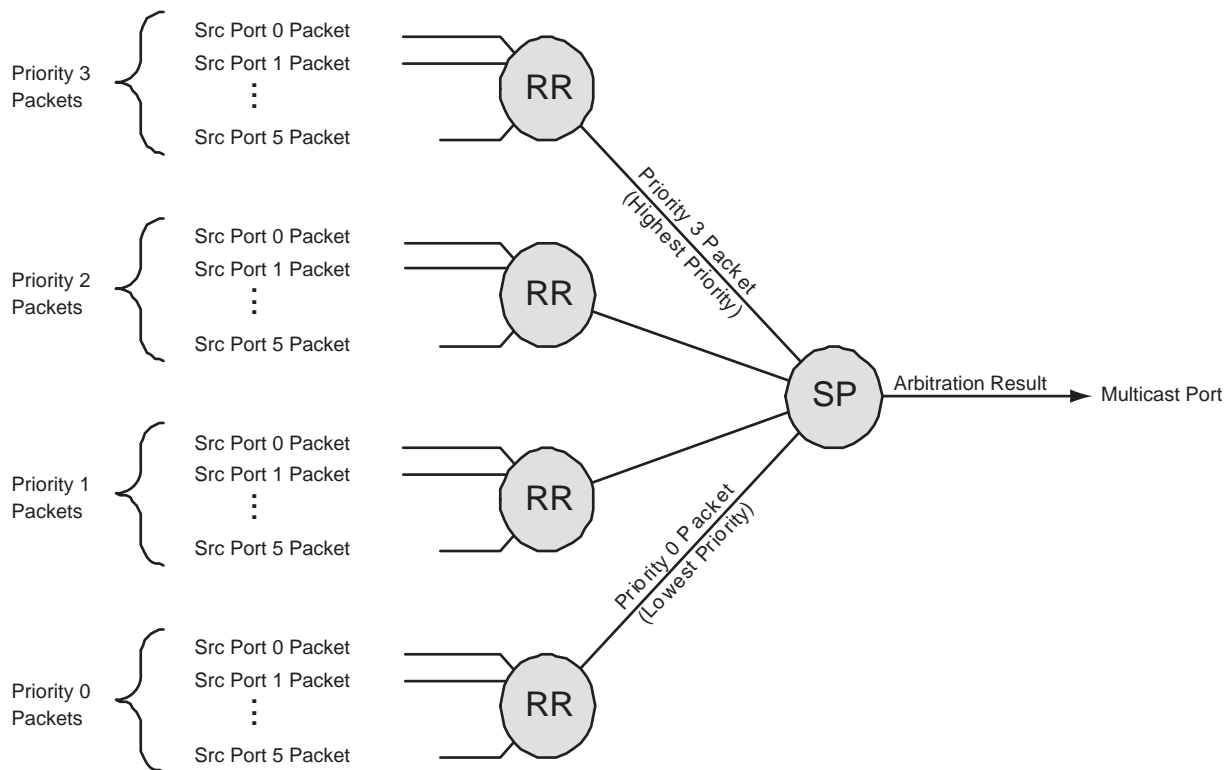 Priority 3
Packets
Src Port 0 Packet
Src Port 1 Packet
Src Port 5 Packet
RR
Priority 3 Packet
(Highest Priority)
Priority 2
Packets
Src Port 0 Packet
Src Port 1 Packet
Src Port 5 Packet
RR
SP
Arbitration Result
Multicast Port
Priority 1
Packets
Src Port 0 Packet
Src Port 1 Packet
Src Port 5 Packet
RR
Priority 0 Packet
(Lowest Priority)
Priority 0
Packets
Src Port 0 Packet
Src Port 1 Packet
Src Port 5 Packet
RR